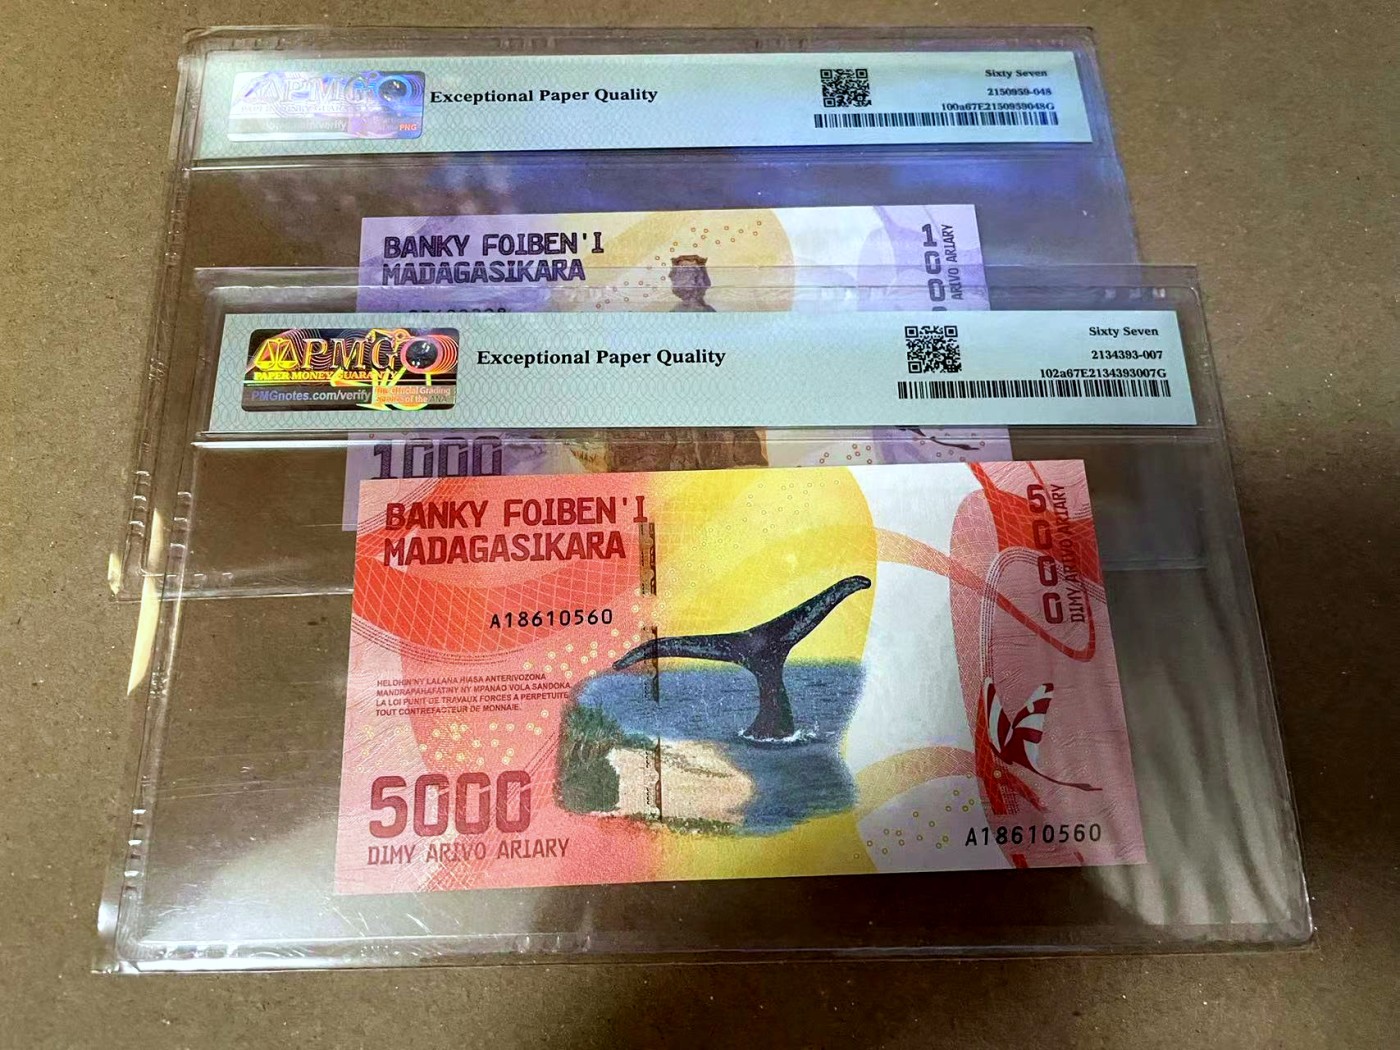 PMG
PNG
Exceptional Paper Quality
Sixty Seven
2150959-048
100a67E2150959048G
BANKY FOIBEN'I
MADAGASIKARA
ARIVO ARIARY
PMG
PAPER MONEY GUARANTY
PMGnotes.com/verify
Exceptional Paper Quality
Sixty Seven
2134393-007
102a67E2134393007G
1000
BANKY FOIBEN'I
MADAGASIKARA
5000
DIMY ARIVO ARIARY
A18610560
MANDRAPAHAFATINY NY MPANAO VOLA SANDOKA
LA LOI PUNIT DE TRAVAUX FORCES A PERPETUITE
TOUT CONTREFACTEUR DE MONNAIE.
5000
DIMY ARIVO ARIARY
A18610560